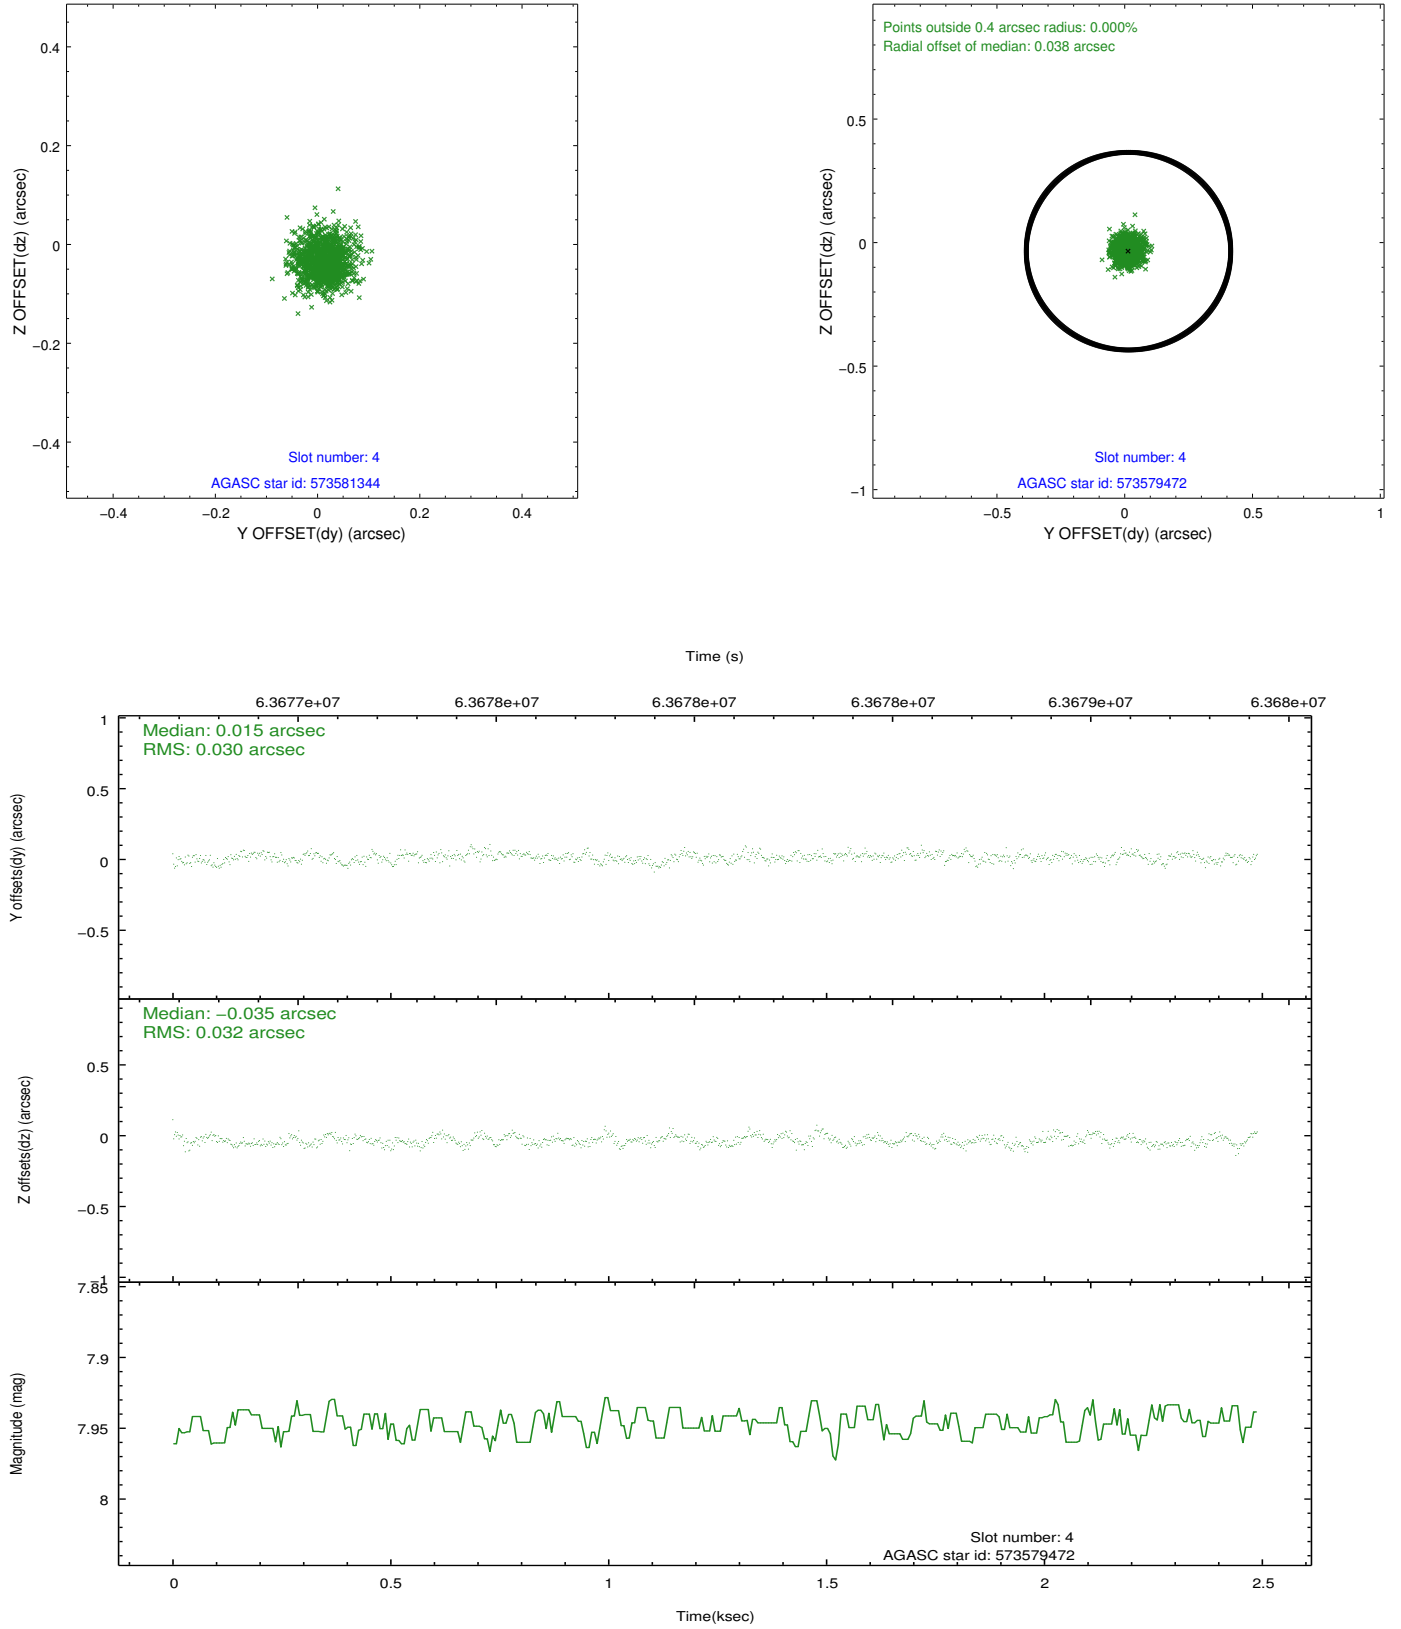 0.4
0.2
0
−0.2
−0.4
Z OFFSET(dz) (arcsec)
Slot number: 4
AGASC star id: 573581344
−0.4 −0.2 0 0.2 0.4
Y OFFSET(dy) (arcsec)
Points outside 0.4 arcsec radius: 0.000%
Radial offset of median: 0.038 arcsec
0.5
0
−0.5
−1
Z OFFSET(dz) (arcsec)
Slot number: 4
AGASC star id: 573579472
−0.5 0 0.5 1
Y OFFSET(dy) (arcsec)
Time (s)
6.3677e+07 6.3678e+07 6.3678e+07 6.3678e+07 6.3679e+07 6.368e+07
Median: 0.015 arcsec
RMS: 0.030 arcsec
1
0.5
0
−0.5
Y offsets(dy) (arcsec)
Median: −0.035 arcsec
RMS: 0.032 arcsec
0.5
0
−0.5
−1
Z offsets(dz) (arcsec)
7.85
7.9
7.95
8
Magnitude (mag)
Slot number: 4
AGASC star id: 573579472
0 0.5 1 1.5 2 2.5
Time(ksec)